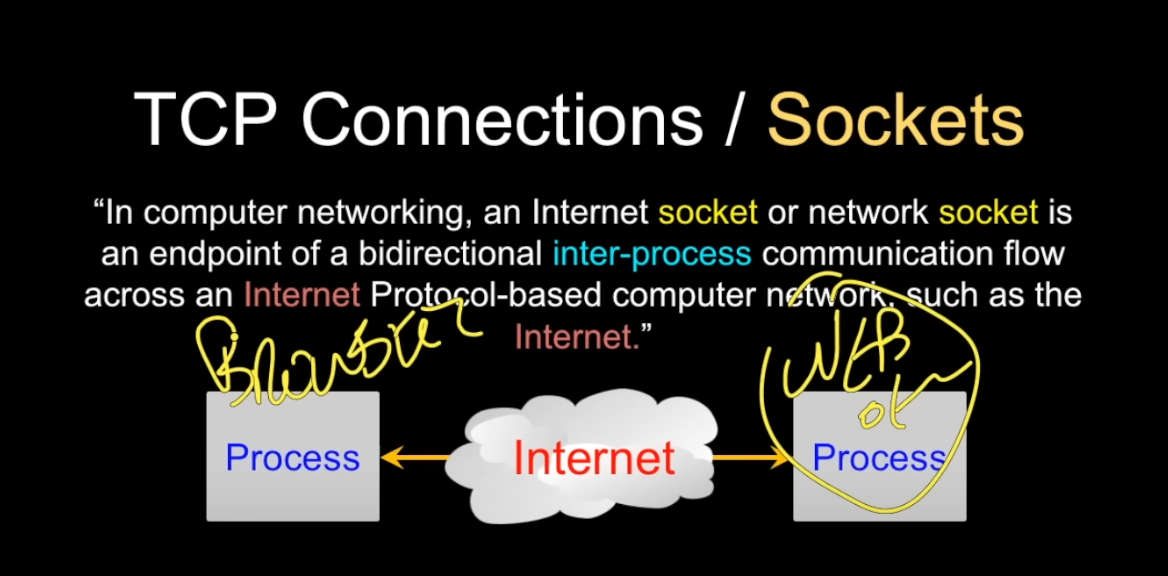 TCP Connections / Sockets
“In computer networking, an Internet socket or network socket is
an endpoint of a bidirectional inter-process communication flow
across an Internet Protocol-based computer network, such as the
Internet.”
Browser
WEB
Process
Internet
Process